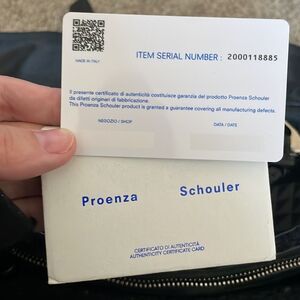 MADE IN ITALY
ITEM SERIAL NUMBER : 2000118885
Il presente certificato di autenticità costituisce garanzia del prodotto Proenza Schouler
da difetti originari di fabbricazione.
This Proenza Schouler product is granted a guarantee covering all manufacturing defects.
NEGOZIO / SHOP
DATA / DATE
Proenza Schouler
CERTIFICATO DI AUTENTICITÀ
AUTHENTICITY CERTIFICATE CARD